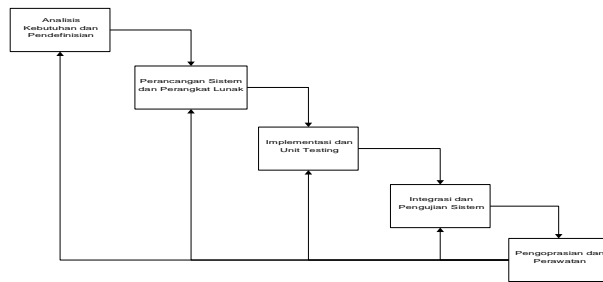 Analisis
Kebutuhan dan
Pendefinisian
Perancangan Sistem
dan Perangkat Lunak
Implementasi dan
Unit Testing
Integrasi dan
Pengujian Sistem
Pengoprasian dan
Perawatan